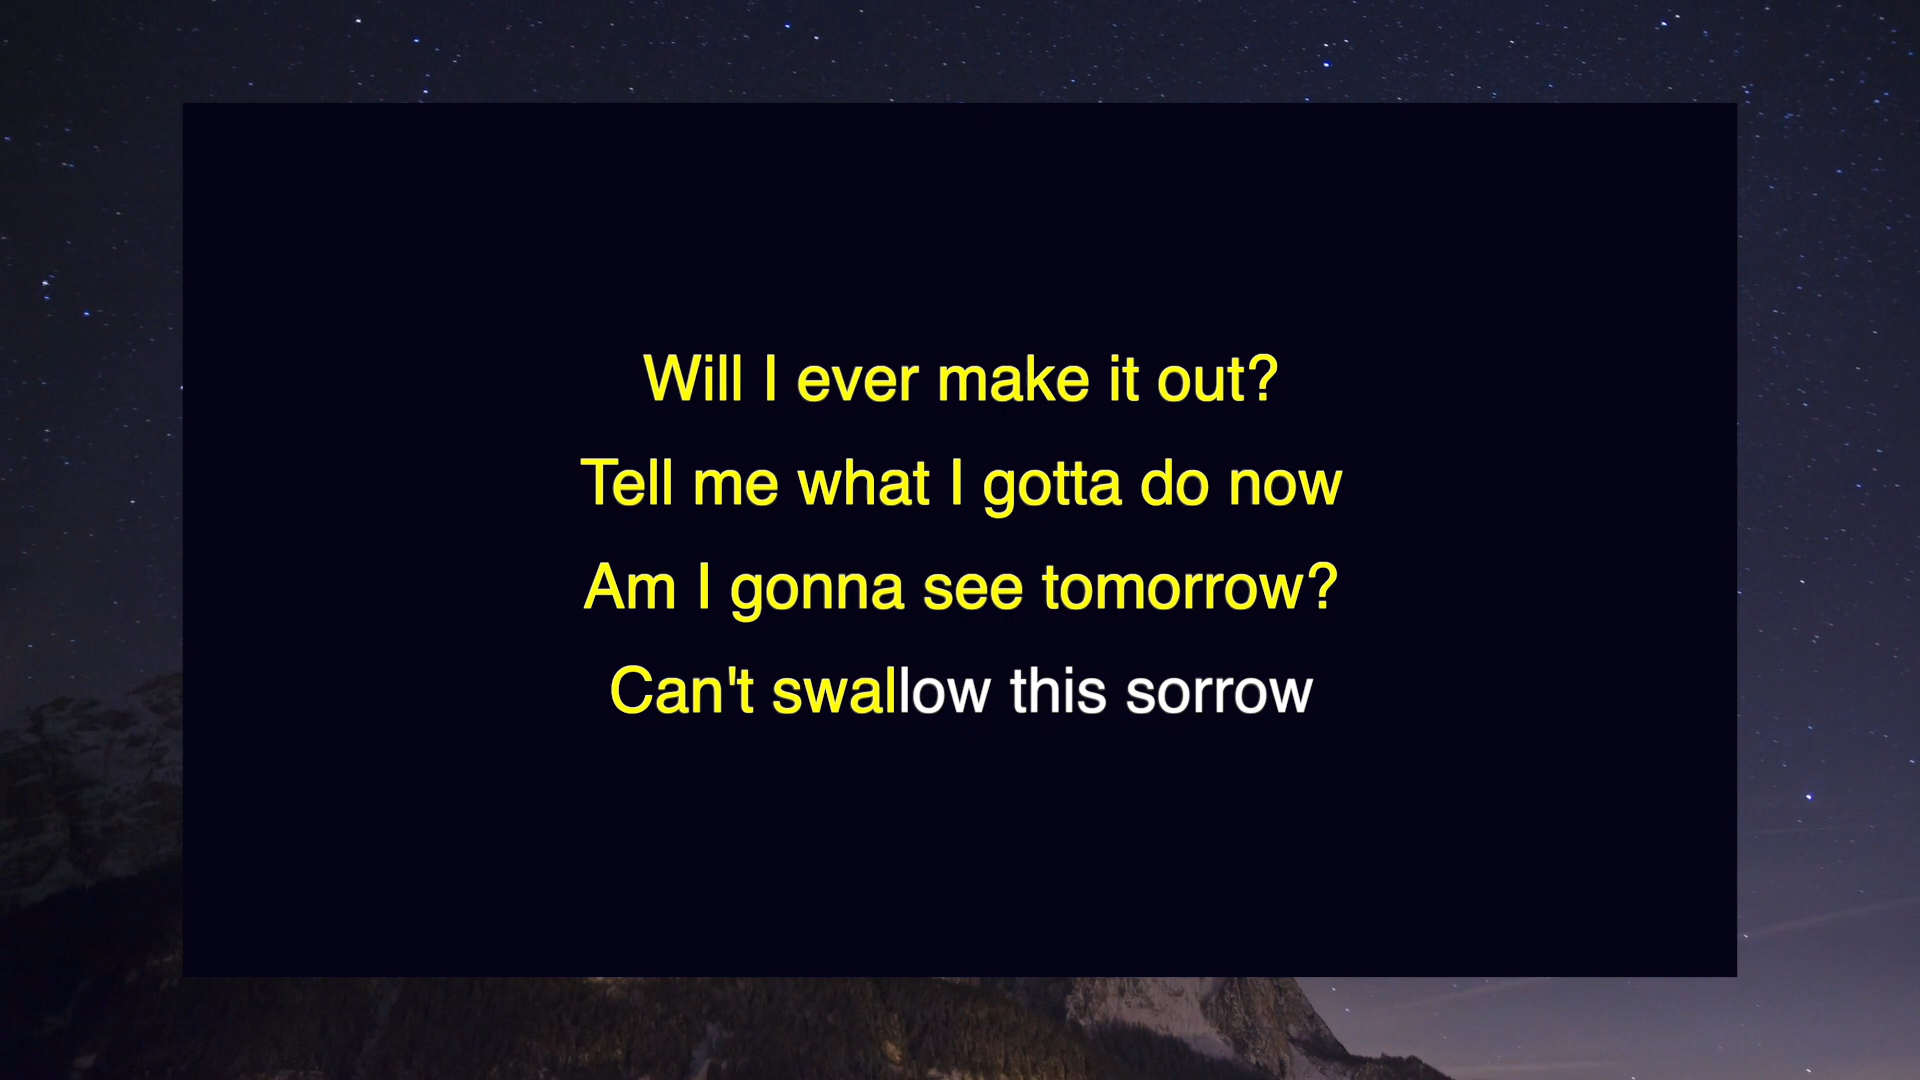 Will I ever make it out?
Tell me what I gotta do now
Am I gonna see tomorrow?
Can't swallow this sorrow